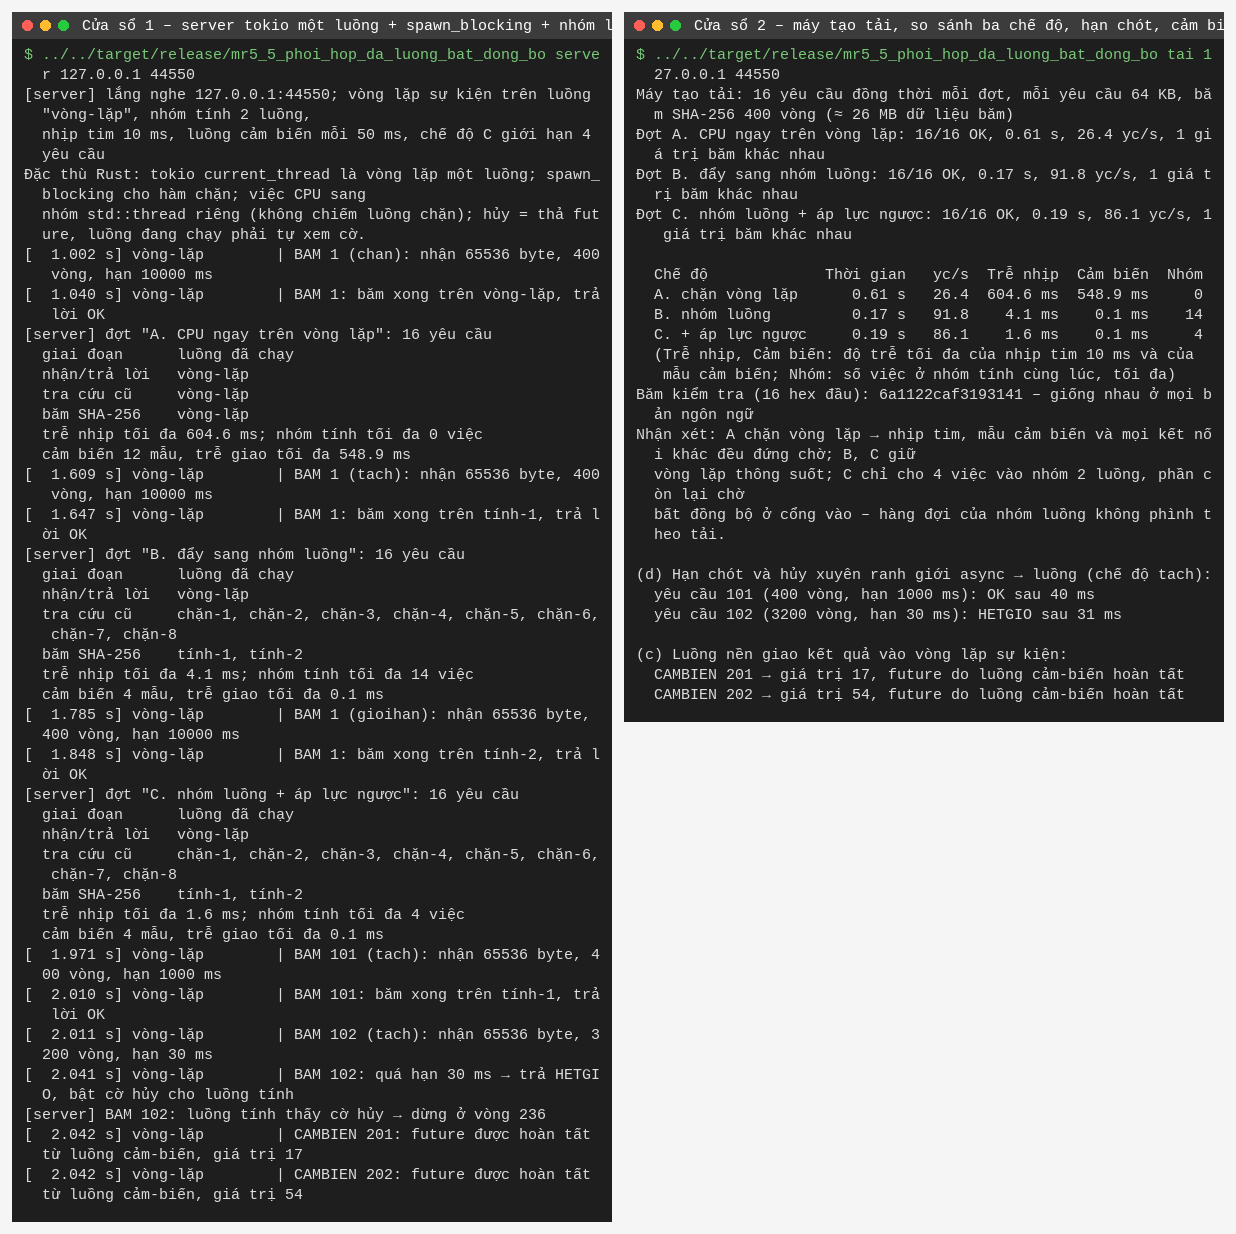 Cửa sổ 1 – server tokio một luồng + spawn_blocking + nhóm l
$ ../../target/release/mr5_5_phoi_hop_da_luong_bat_dong_bo serve
r 127.0.0.1 44550
[server] lắng nghe 127.0.0.1:44550; vòng lặp sự kiện trên luồng
"vòng-lặp", nhóm tính 2 luồng,
nhịp tim 10 ms, luồng cảm biến mỗi 50 ms, chế độ C giới hạn 4
yêu cầu
Đặc thù Rust: tokio current_thread là vòng lặp một luồng; spawn_
blocking cho hàm chặn; việc CPU sang
nhóm std::thread riêng (không chiếm luồng chặn); hủy = thả fut
ure, luồng đang chạy phải tự xem cờ.
[  1.002 s] vòng-lặp        | BAM 1 (chan): nhận 65536 byte, 400
vòng, hạn 10000 ms
[  1.040 s] vòng-lặp        | BAM 1: băm xong trên vòng-lặp, trả
lời OK
[server] đợt "A. CPU ngay trên vòng lặp": 16 yêu cầu
giai đoạn      luồng đã chạy
nhận/trả lời   vòng-lặp
tra cứu cũ     vòng-lặp
băm SHA-256    vòng-lặp
trễ nhịp tối đa 604.6 ms; nhóm tính tối đa 0 việc
cảm biến 12 mẫu, trễ giao tối đa 548.9 ms
[  1.609 s] vòng-lặp        | BAM 1 (tach): nhận 65536 byte, 400
vòng, hạn 10000 ms
[  1.647 s] vòng-lặp        | BAM 1: băm xong trên tính-1, trả l
ời OK
[server] đợt "B. đẩy sang nhóm luồng": 16 yêu cầu
giai đoạn      luồng đã chạy
nhận/trả lời   vòng-lặp
tra cứu cũ     chặn-1, chặn-2, chặn-3, chặn-4, chặn-5, chặn-6,
chặn-7, chặn-8
băm SHA-256    tính-1, tính-2
trễ nhịp tối đa 4.1 ms; nhóm tính tối đa 14 việc
cảm biến 4 mẫu, trễ giao tối đa 0.1 ms
[  1.785 s] vòng-lặp        | BAM 1 (gioihan): nhận 65536 byte,
400 vòng, hạn 10000 ms
[  1.848 s] vòng-lặp        | BAM 1: băm xong trên tính-2, trả l
ời OK
[server] đợt "C. nhóm luồng + áp lực ngược": 16 yêu cầu
giai đoạn      luồng đã chạy
nhận/trả lời   vòng-lặp
tra cứu cũ     chặn-1, chặn-2, chặn-3, chặn-4, chặn-5, chặn-6,
chặn-7, chặn-8
băm SHA-256    tính-1, tính-2
trễ nhịp tối đa 1.6 ms; nhóm tính tối đa 4 việc
cảm biến 4 mẫu, trễ giao tối đa 0.1 ms
[  1.971 s] vòng-lặp        | BAM 101 (tach): nhận 65536 byte, 4
00 vòng, hạn 1000 ms
[  2.010 s] vòng-lặp        | BAM 101: băm xong trên tính-1, trả
lời OK
[  2.011 s] vòng-lặp        | BAM 102 (tach): nhận 65536 byte, 3
200 vòng, hạn 30 ms
[  2.041 s] vòng-lặp        | BAM 102: quá hạn 30 ms → trả HETGI
O, bật cờ hủy cho luồng tính
[server] BAM 102: luồng tính thấy cờ hủy → dừng ở vòng 236
[  2.042 s] vòng-lặp        | CAMBIEN 201: future được hoàn tất
từ luồng cảm-biến, giá trị 17
[  2.042 s] vòng-lặp        | CAMBIEN 202: future được hoàn tất
từ luồng cảm-biến, giá trị 54
Cửa sổ 2 – máy tạo tải, so sánh ba chế độ, hạn chót, cảm bi
$ ../../target/release/mr5_5_phoi_hop_da_luong_bat_dong_bo tai 1
27.0.0.1 44550
Máy tạo tải: 16 yêu cầu đồng thời mỗi đợt, mỗi yêu cầu 64 KB, bă
m SHA-256 400 vòng (≈ 26 MB dữ liệu băm)
Đợt A. CPU ngay trên vòng lặp: 16/16 OK, 0.61 s, 26.4 yc/s, 1 gi
á trị băm khác nhau
Đợt B. đẩy sang nhóm luồng: 16/16 OK, 0.17 s, 91.8 yc/s, 1 giá t
rị băm khác nhau
Đợt C. nhóm luồng + áp lực ngược: 16/16 OK, 0.19 s, 86.1 yc/s, 1
giá trị băm khác nhau
Chế độ             Thời gian   yc/s  Trễ nhịp  Cảm biến  Nhóm
A. chặn vòng lặp      0.61 s   26.4  604.6 ms  548.9 ms     0
B. nhóm luồng         0.17 s   91.8    4.1 ms    0.1 ms    14
C. + áp lực ngược     0.19 s   86.1    1.6 ms    0.1 ms     4
(Trễ nhịp, Cảm biến: độ trễ tối đa của nhịp tim 10 ms và của
mẫu cảm biến; Nhóm: số việc ở nhóm tính cùng lúc, tối đa)
Băm kiểm tra (16 hex đầu): 6a1122caf3193141 – giống nhau ở mọi b
ản ngôn ngữ
Nhận xét: A chặn vòng lặp → nhịp tim, mẫu cảm biến và mọi kết nố
i khác đều đứng chờ; B, C giữ
vòng lặp thông suốt; C chỉ cho 4 việc vào nhóm 2 luồng, phần c
òn lại chờ
bất đồng bộ ở cổng vào – hàng đợi của nhóm luồng không phình t
heo tải.
(d) Hạn chót và hủy xuyên ranh giới async → luồng (chế độ tach):
yêu cầu 101 (400 vòng, hạn 1000 ms): OK sau 40 ms
yêu cầu 102 (3200 vòng, hạn 30 ms): HETGIO sau 31 ms
(c) Luồng nền giao kết quả vào vòng lặp sự kiện:
CAMBIEN 201 → giá trị 17, future do luồng cảm-biến hoàn tất
CAMBIEN 202 → giá trị 54, future do luồng cảm-biến hoàn tất